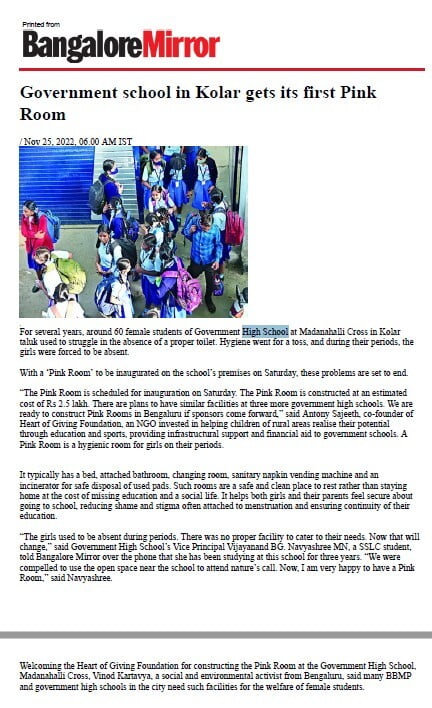 Printed from
BangaloreMirror
Government school in Kolar gets its first Pink
Room
/ Nov 25, 2022, 06.00 AM IST
For several years, around 60 female students of Government High School at Madanahalli Cross in Kolar
taluk used to struggle in the absence of a proper toilet. Hygiene went for a toss, and during their periods, the
girls were forced to be absent.
With a ‘Pink Room’ to be inaugurated on the school’s premises on Saturday, these problems are set to end.
“The Pink Room is scheduled for inauguration on Saturday. The Pink Room is constructed at an estimated
cost of Rs 2.5 lakh. There are plans to have similar facilities at three more government high schools. We are
ready to construct Pink Rooms in Bengaluru if sponsors come forward,” said Antony Sajeeth, co-founder of
Heart of Giving Foundation, an NGO invested in helping children of rural areas realise their potential
through education and sports, providing infrastructural support and financial aid to government schools. A
Pink Room is a hygienic room for girls on their periods.
It typically has a bed, attached bathroom, changing room, sanitary napkin vending machine and an
incinerator for safe disposal of used pads. Such rooms are a safe and clean place to rest rather than staying
home at the cost of missing education and a social life. It helps both girls and their parents feel secure about
going to school, reducing shame and stigma often attached to menstruation and ensuring continuity of their
education.
“The girls used to be absent during periods. There was no proper facility to cater to their needs. Now that will
change,” said Government High School’s Vice Principal Vijayanand BG. Navyashree MN, a SSLC student,
told Bangalore Mirror over the phone that she has been studying at this school for three years. “We were
compelled to use the open space near the school to attend nature’s call. Now, I am very happy to have a Pink
Room,” said Navyashree.
Welcoming the Heart of Giving Foundation for constructing the Pink Room at the Government High School,
Madanahalli Cross, Vinod Kartavya, a social and environmental activist from Bengaluru, said many BBMP
and government high schools in the city need such facilities for the welfare of female students.